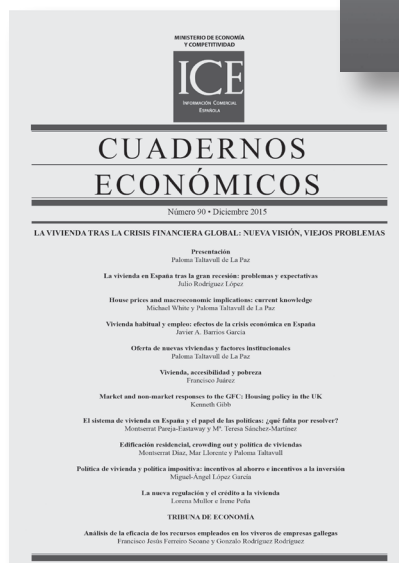 MINISTERIO DE ECONOMÍA
Y COMPETITIVIDAD
ICE
INFORMACIÓN COMERCIAL
ESPAÑOLA
CUADERNOS
ECONÓMICOS
Número 90 • Diciembre 2015
LA VIVIENDA TRAS LA CRISIS FINANCIERA GLOBAL: NUEVA VISIÓN, VIEJOS PROBLEMAS
Presentación
Paloma Taltavull de La Paz
La vivienda en España tras la gran recesión: problemas y expectativas
Julio Rodríguez López
House prices and macroeconomic implications: current knowledge
Michael White y Paloma Taltavull de La Paz
Vivienda habitual y empleo: efectos de la crisis económica en España
Javier A. Barrios García
Oferta de nuevas viviendas y factores institucionales
Paloma Taltavull de La Paz
Vivienda, accesibilidad y pobreza
Francisco Juárez
Market and non-market responses to the GFC: Housing policy in the UK
Kenneth Gibb
El sistema de vivienda en España y el papel de las políticas: ¿qué falta por resolver?
Montserrat Pareja-Eastaway y Mª. Teresa Sánchez-Martínez
Edificación residencial, crowding out y política de viviendas
Montserrat Díaz, Mar Llorente y Paloma Taltavull
Política de vivienda y política impositiva: incentivos al ahorro e incentivos a la inversión
Miguel-Ángel López García
La nueva regulación y el crédito a la vivienda
Lorena Mullor e Irene Peña
TRIBUNA DE ECONOMÍA
Análisis de la eficacia de los recursos empleados en los viveros de empresas gallegas
Francisco Jesús Ferreiro Seoane y Gonzalo Rodríguez Rodríguez